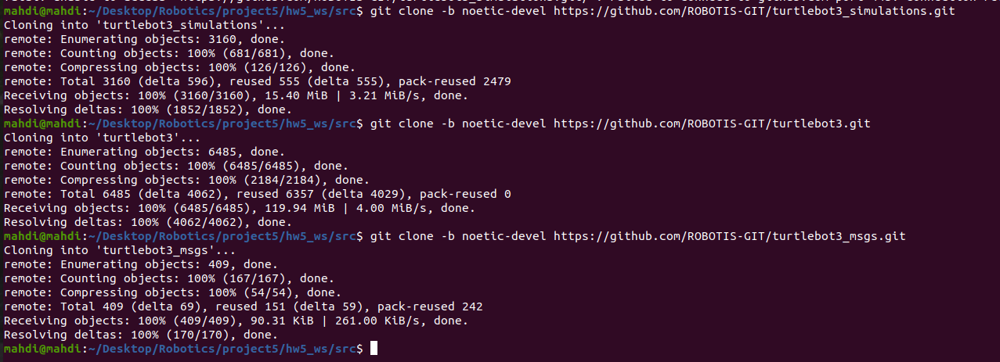 mahdi@mahdi:~/Desktop/Robotics/project5/hw5_ws/src$ git clone -b noetic-devel https://github.com/ROBOTIS-GIT/turtlebot3_simulations.git
Cloning into 'turtlebot3_simulations'...
remote: Enumerating objects: 3160, done.
remote: Counting objects: 100% (681/681), done.
remote: Compressing objects: 100% (126/126), done.
remote: Total 3160 (delta 596), reused 555 (delta 555), pack-reused 2479
Receiving objects: 100% (3160/3160), 15.40 MiB | 3.21 MiB/s, done.
Resolving deltas: 100% (1852/1852), done.
mahdi@mahdi:~/Desktop/Robotics/project5/hw5_ws/src$ git clone -b noetic-devel https://github.com/ROBOTIS-GIT/turtlebot3.git
Cloning into 'turtlebot3'...
remote: Enumerating objects: 6485, done.
remote: Counting objects: 100% (6485/6485), done.
remote: Compressing objects: 100% (2184/2184), done.
remote: Total 6485 (delta 4062), reused 6357 (delta 4029), pack-reused 0
Receiving objects: 100% (6485/6485), 119.94 MiB | 4.00 MiB/s, done.
Resolving deltas: 100% (4062/4062), done.
mahdi@mahdi:~/Desktop/Robotics/project5/hw5_ws/src$ git clone -b noetic-devel https://github.com/ROBOTIS-GIT/turtlebot3_msgs.git
Cloning into 'turtlebot3_msgs'...
remote: Enumerating objects: 409, done.
remote: Counting objects: 100% (167/167), done.
remote: Compressing objects: 100% (54/54), done.
remote: Total 409 (delta 69), reused 151 (delta 59), pack-reused 242
Receiving objects: 100% (409/409), 90.31 KiB | 261.00 KiB/s, done.
Resolving deltas: 100% (170/170), done.
mahdi@mahdi:~/Desktop/Robotics/project5/hw5_ws/src$